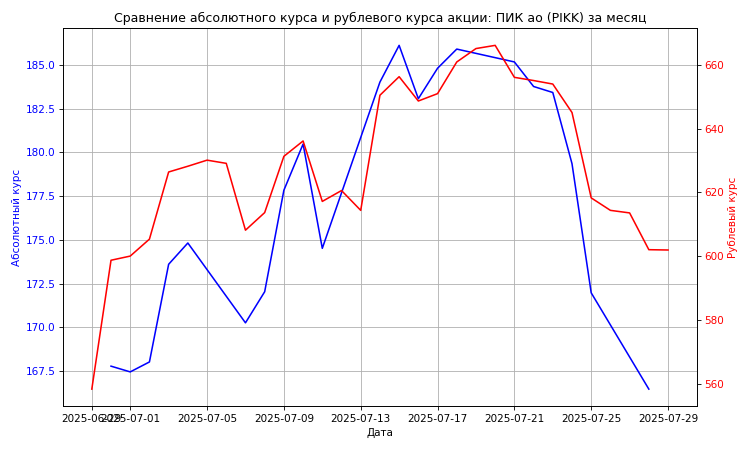 Сравнение абсолютного курса и рублевого курса акции: ПИК ао (PIKK) за месяц
Абсолютный курс
185.0
182.5
180.0
177.5
175.0
172.5
170.0
167.5
660
640
620
600
580
560
Рублевый курс
2025-06-29 2025-07-01 2025-07-05 2025-07-09 2025-07-13 2025-07-17 2025-07-21 2025-07-25 2025-07-29
Дата